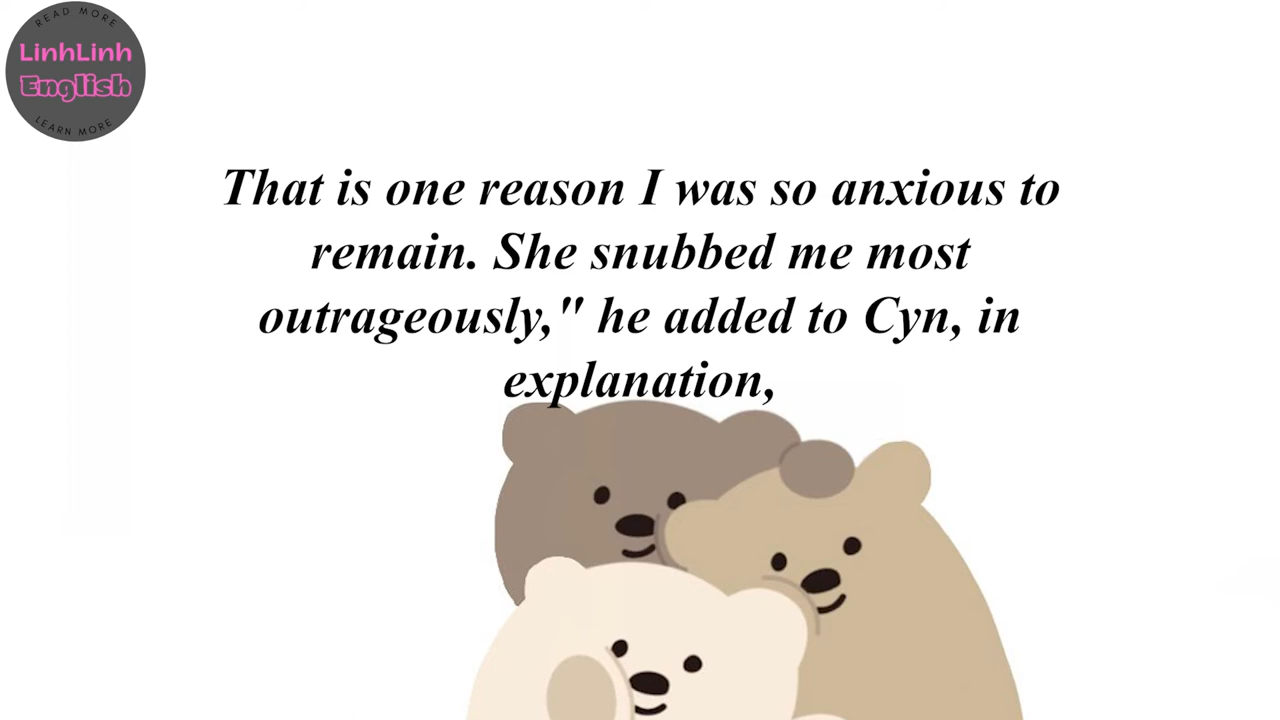 READ MORE
LinhLinh
English
LEARN MORE
That is one reason I was so anxious to
remain. She snubbed me most
outrageously," he added to Cyn, in
explanation,